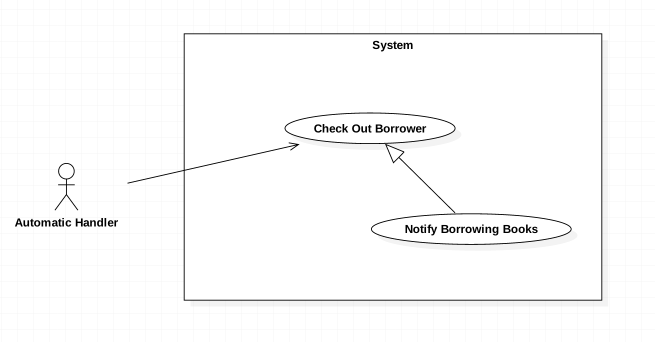 System
Check Out Borrower
Automatic Handler
Notify Borrowing Books